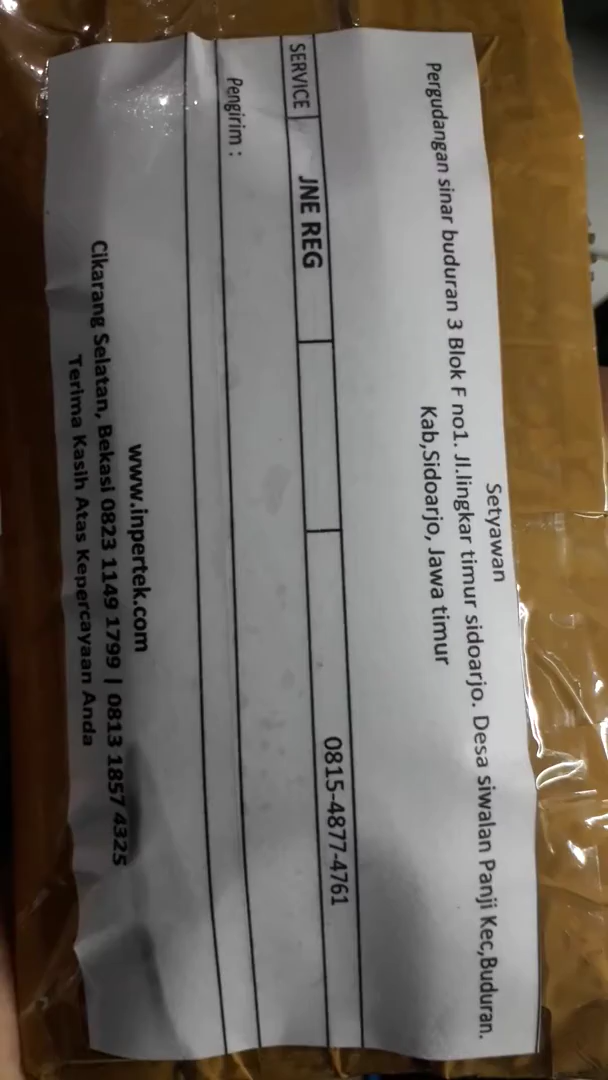 Setyawan
Pergudangan sinar buduran 3 Blok F no1. Jl.lingkar timur sidoarjo. Desa siwalan Panji Kec,Buduran.
Kab,Sidoarjo, Jawa timur
SERVICE JNE REG 0815-4877-4761
Pengirim :
www.inpertek.com
Cikarang Selatan, Bekasi 0823 1149 1799 | 0813 1857 4325
Terima Kasih Atas Kepercayaan Anda